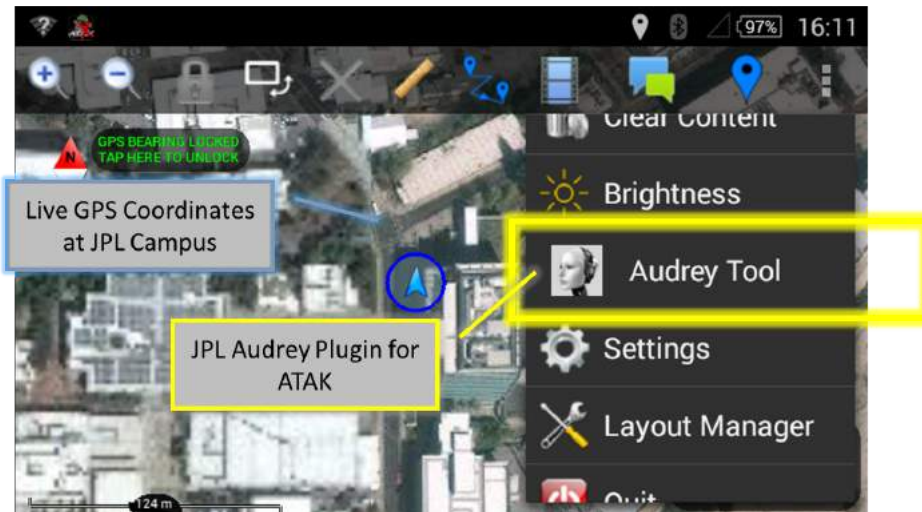 97% 16:11
GPS BEARING LOCKED
TAP HERE TO UNLOCK
N
Live GPS Coordinates
at JPL Campus
JPL Audrey Plugin for
ATAK
Clear Content
Brightness
Audrey Tool
Settings
Layout Manager
Quit
124 m